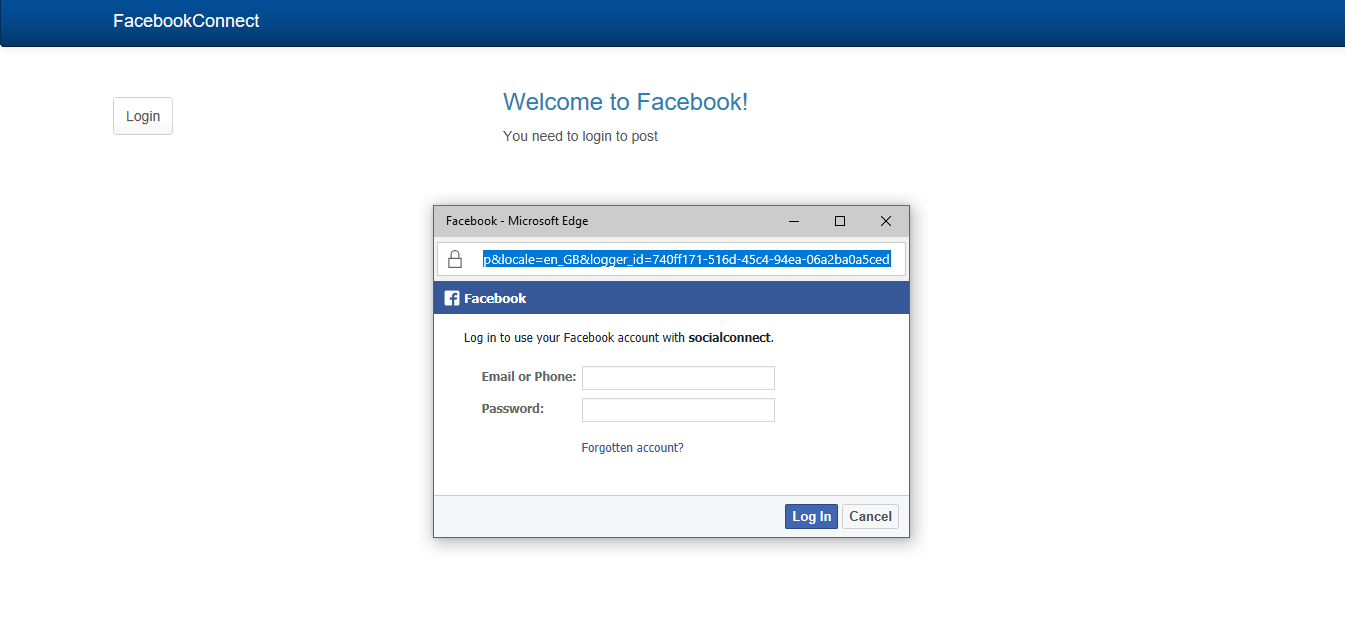 FacebookConnect
Login
Welcome to Facebook!
You need to login to post
Facebook - Microsoft Edge
p&locale=en_GB&logger_id=740ff171-516d-45c4-94ea-06a2ba0a5ced
Facebook
Log in to use your Facebook account with socialconnect.
Email or Phone:
Password:
Forgotten account?
Log In Cancel